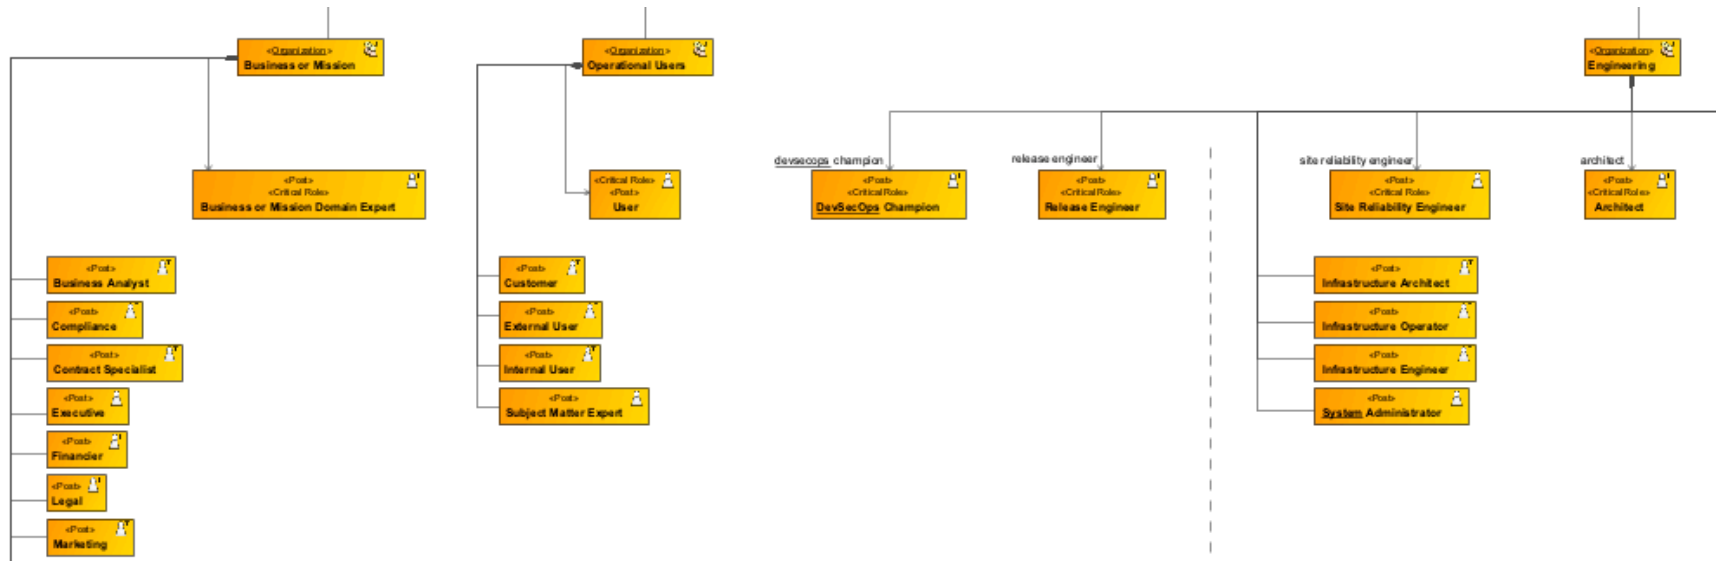 «Organization»
Business or Mission
«Organization»
Operational Users
«Organization»
Engineering
devsecops champion
release engineer
site reliability engineer
architect
«Post»
«Critical Role»
Business or Mission Domain Expert
«Critical Role»
«Post»
User
«Post»
«Critical Role»
DevSecOps Champion
«Post»
«Critical Role»
Release Engineer
«Post»
«Critical Role»
Site Reliability Engineer
«Post»
«Critical Role»
Architect
«Post»
Business Analyst
«Post»
Compliance
«Post»
Contract Specialist
«Post»
Executive
«Post»
Financier
«Post»
Legal
«Post»
Marketing
«Post»
Customer
«Post»
External User
«Post»
Internal User
«Post»
Subject Matter Expert
«Post»
Infrastructure Architect
«Post»
Infrastructure Operator
«Post»
Infrastructure Engineer
«Post»
System Administrator